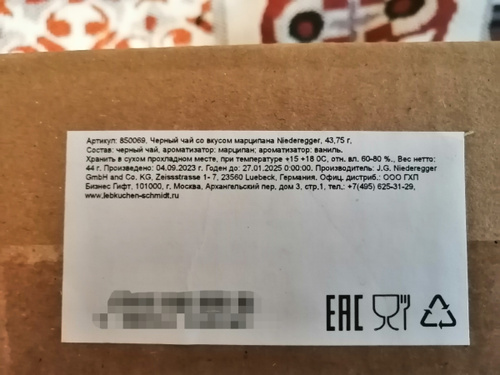 Артикул: 850069, Черный чай со вкусом марципана Niederegger, 43,75 г,
Состав: черный чай, ароматизатор: марципан; ароматизатор: ваниль.
Хранить в сухом прохладном месте, при температуре +15 +18 0С, отн. вл. 60-80 %., Вес нетто:
44 г. Произведено: 04.09.2023 г. Годен до: 27.01.2025 0:00:00. Производитель: J.G. Niederegger
GmbH and Co. KG, Zeissstrasse 1- 7, 23560 Luebeck, Германия, Офиц. дистриб.: ООО ГХП
Бизнес Гифт, 101000, г. Москва, Архангельский пер, дом 3, стр,1, тел.: +7(495) 625-31-29,
www.lebkuchen-schmidt.ru
EAC